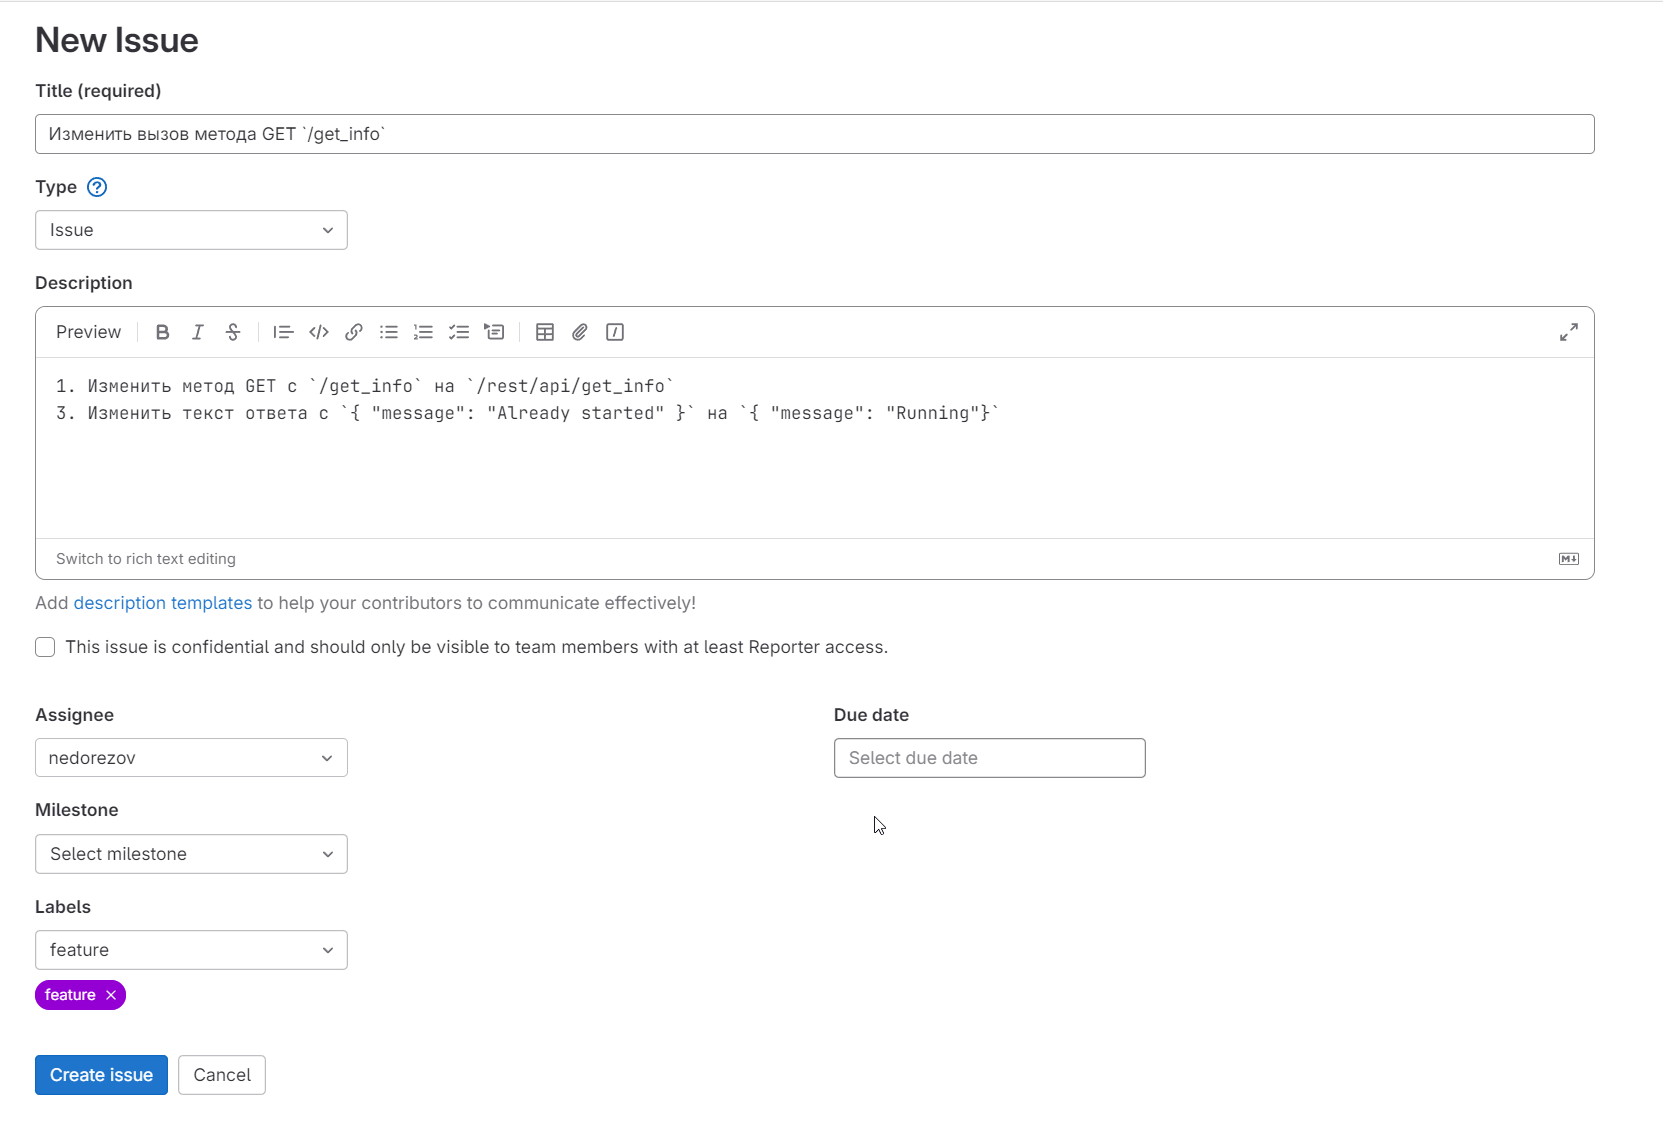 New Issue
Title (required)
Изменить вызов метода GET `/get_info`
Type
Issue
Description
Preview
1. Изменить метод GET с `/get_info` на `/rest/api/get_info`
3. Изменить текст ответа с `{ "message": "Already started" }` на `{ "message": "Running"}`
Switch to rich text editing
Add description templates to help your contributors to communicate effectively!
This issue is confidential and should only be visible to team members with at least Reporter access.
Assignee
Due date
nedorezov
Select due date
Milestone
Select milestone
Labels
feature
feature
Create issue
Cancel